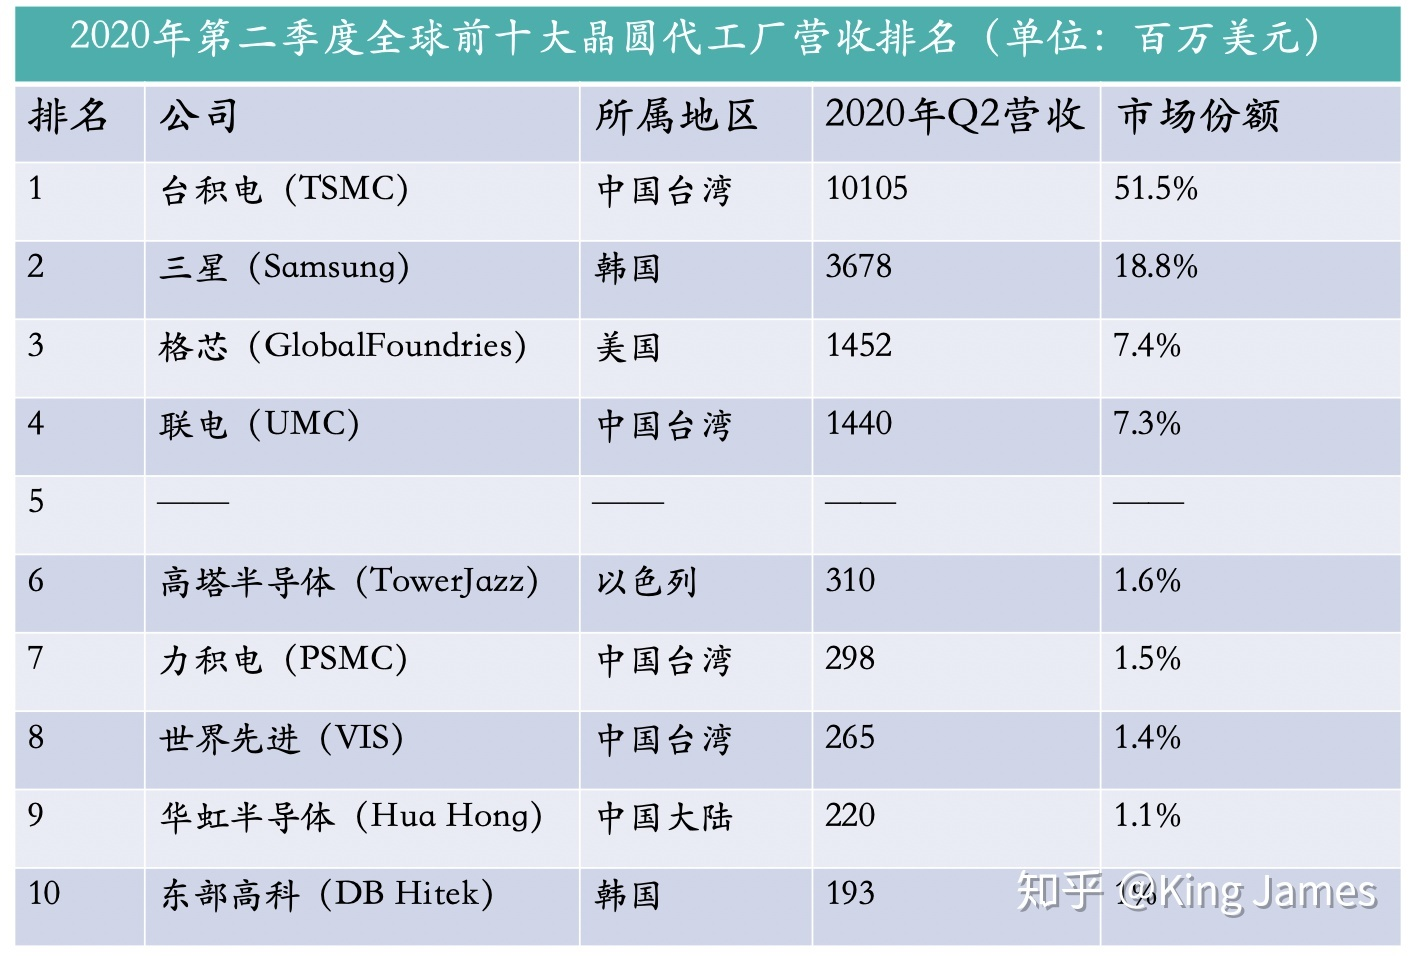 2020年第二季度全球前十大晶圆代工厂营收排名（单位：百万美元）
排名 公司 所属地区 2020年Q2营收 市场份额
1 台积电（TSMC） 中国台湾 10105 51.5%
2 三星（Samsung） 韩国 3678 18.8%
3 格芯（GlobalFoundries） 美国 1452 7.4%
4 联电（UMC） 中国台湾 1440 7.3%
5 —— —— —— ——
6 高塔半导体（TowerJazz） 以色列 310 1.6%
7 力积电（PSMC） 中国台湾 298 1.5%
8 世界先进（VIS） 中国台湾 265 1.4%
9 华虹半导体（Hua Hong） 中国大陆 220 1.1%
10 东部高科（DB Hitek） 韩国 193 1%
知乎 @King James